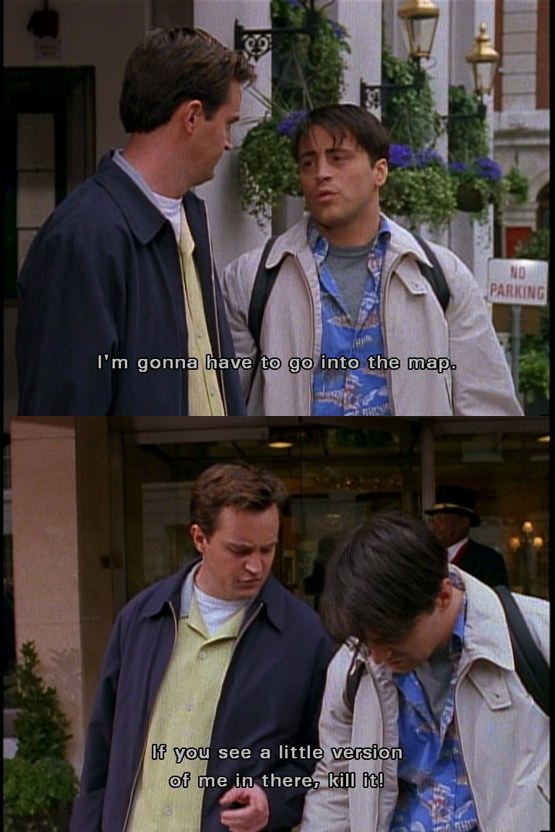 I'm gonna have to go into the map.
NO
PARKING
If you see a little version
of me in there, kill it!